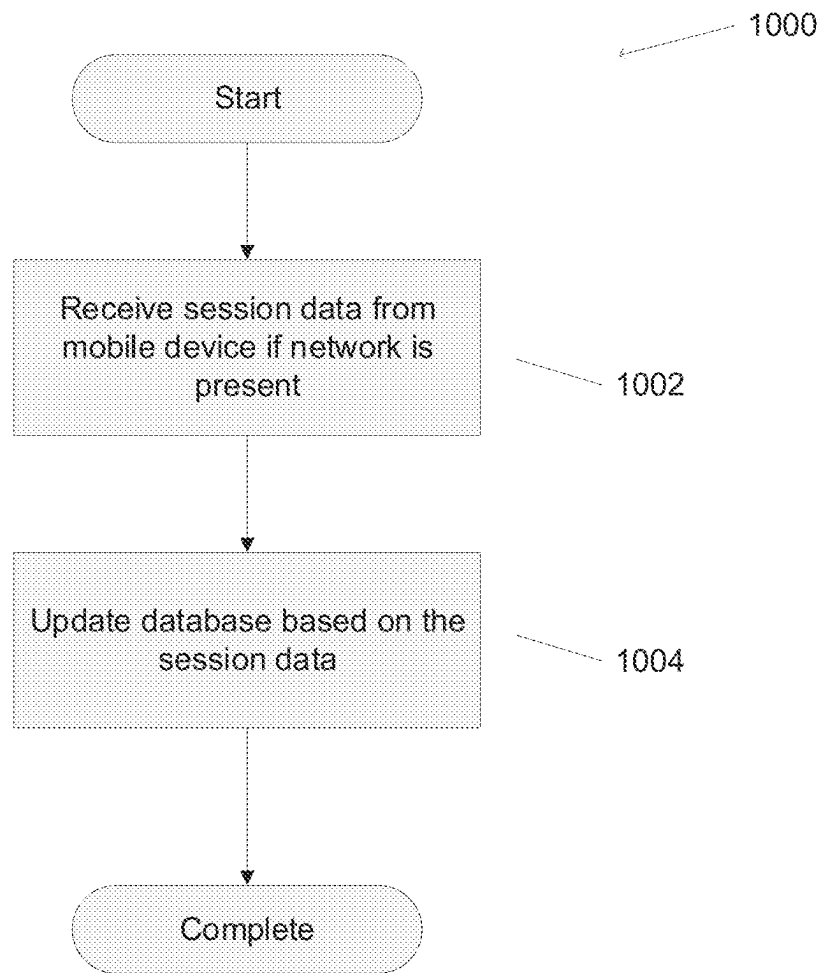 1000
Start
Receive session data from
mobile device if network is
present
1002
Update database based on the
session data
1004
Complete